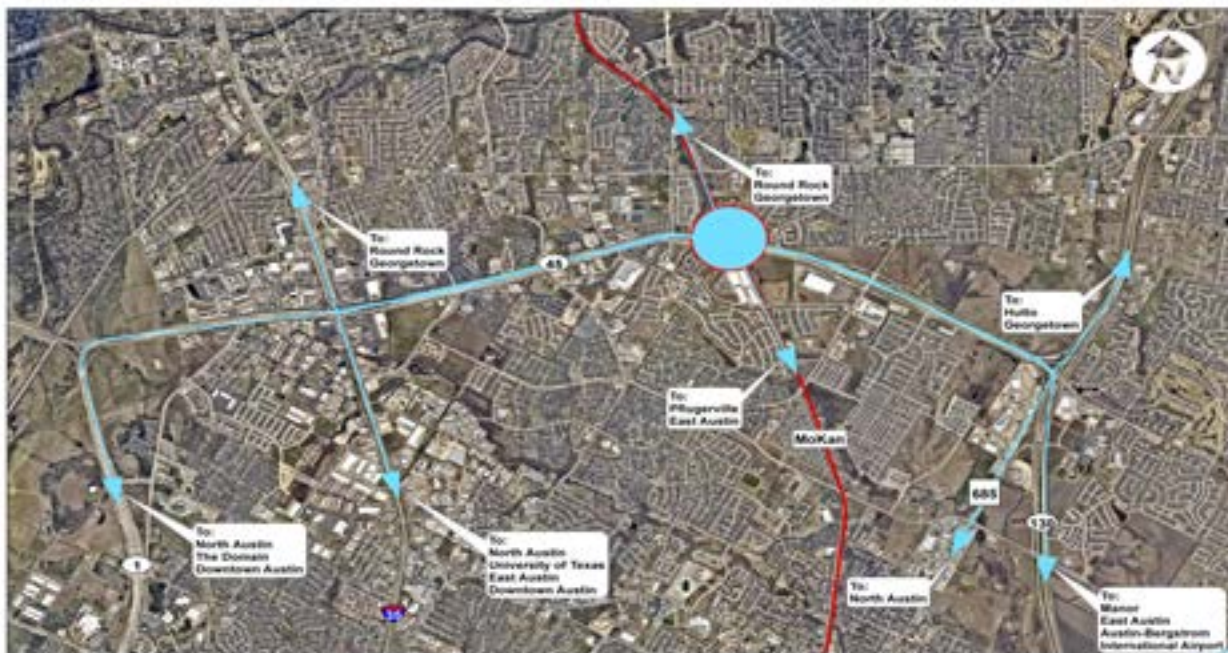 N
To:
Round Rock
Georgetown
To:
Round Rock
Georgetown
45
To:
Hutto
Georgetown
To:
Pflugerville
East Austin
MoKan
685
130
To:
North Austin
The Domain
Downtown Austin
To:
North Austin
University of Texas
East Austin
Downtown Austin
1
35
To:
North Austin
To:
Manor
East Austin
Austin-Bergstrom
International Airport